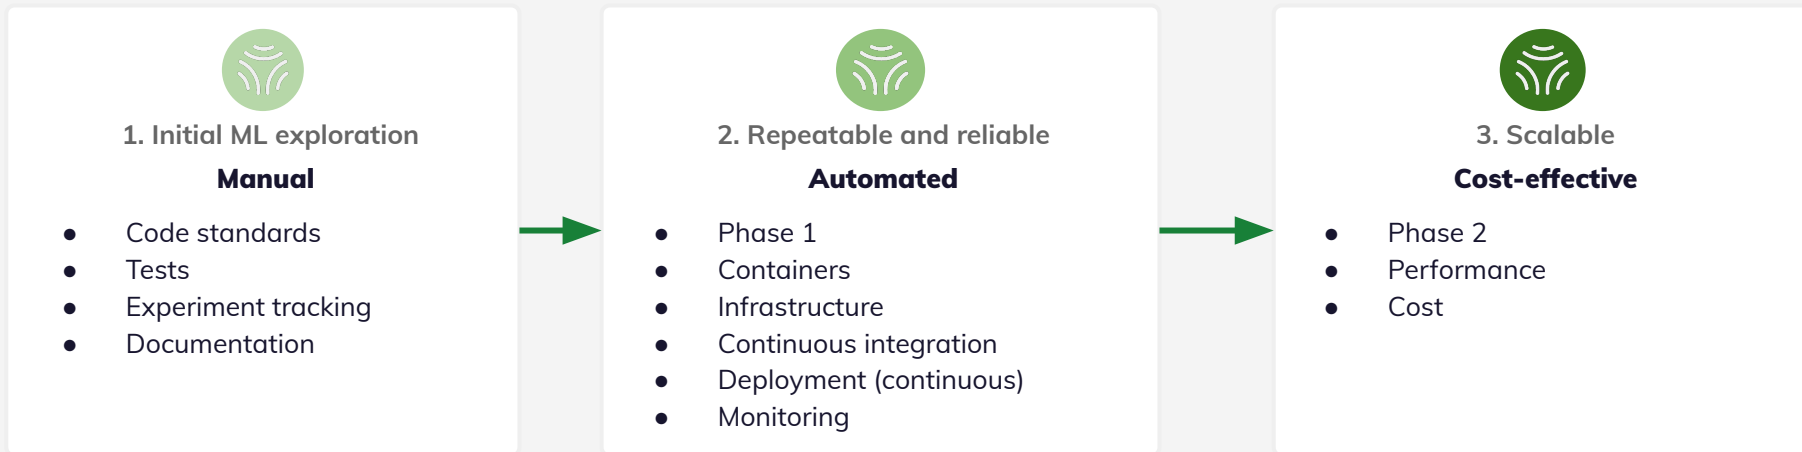 1. Initial ML exploration
Manual
● Code standards
● Tests
● Experiment tracking
● Documentation
2. Repeatable and reliable
Automated
● Phase 1
● Containers
● Infrastructure
● Continuous integration
● Deployment (continuous)
● Monitoring
3. Scalable
Cost-effective
● Phase 2
● Performance
● Cost